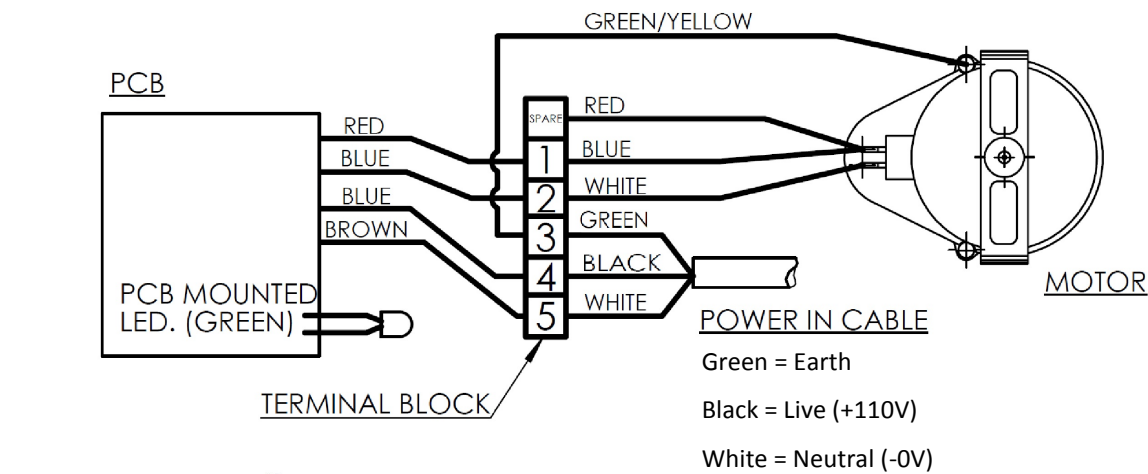 GREEN/YELLOW
PCB
RED
BLUE
BLUE
BROWN
PCB MOUNTED
LED. (GREEN)
SPARE
1
2
3
4
5
RED
BLUE
WHITE
GREEN
BLACK
WHITE
MOTOR
TERMINAL BLOCK
POWER IN CABLE
Green = Earth
Black = Live (+110V)
White = Neutral (-0V)